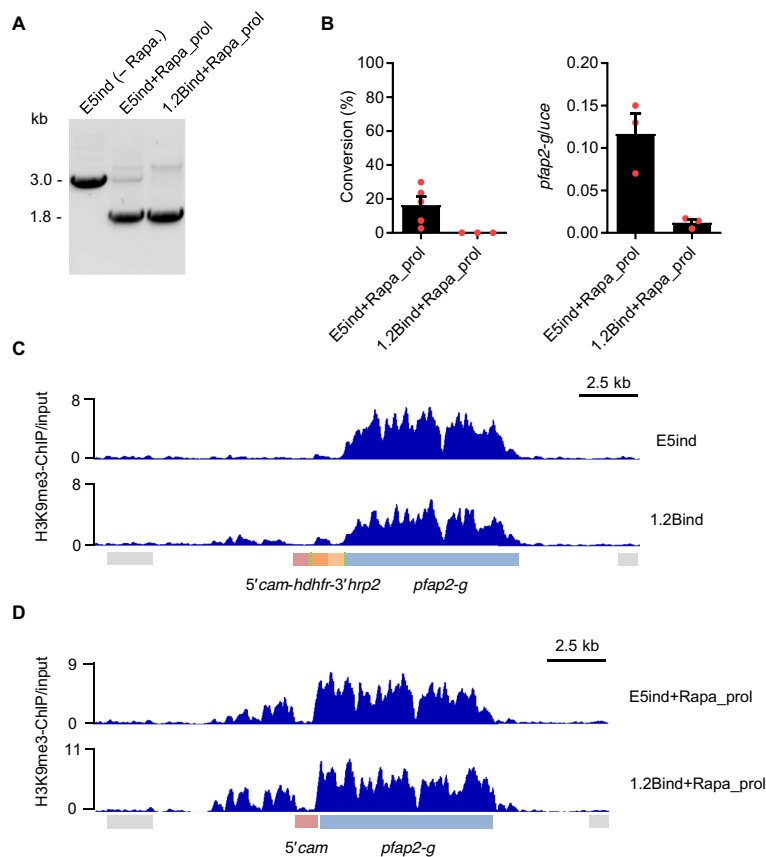 A
E5ind (– Rapa.)
E5ind+Rapa_prol
1.2Bind+Rapa_prol
kb
3.0 -
1.8 -
B
Conversion (%)
100
80
60
40
20
0
E5ind+Rapa_prol
1.2Bind+Rapa_prol
pfap2-gluce
0.20
0.15
0.10
0.05
0.00
E5ind+Rapa_prol
1.2Bind+Rapa_prol
C
2.5 kb
H3K9me3-ChIP/input
8
0
E5ind
8
0
1.2Bind
5'cam-hdhfr-3'hrp2 pfap2-g
D
2.5 kb
H3K9me3-ChIP/input
9
0
E5ind+Rapa_prol
11
0
1.2Bind+Rapa_prol
5'cam pfap2-g